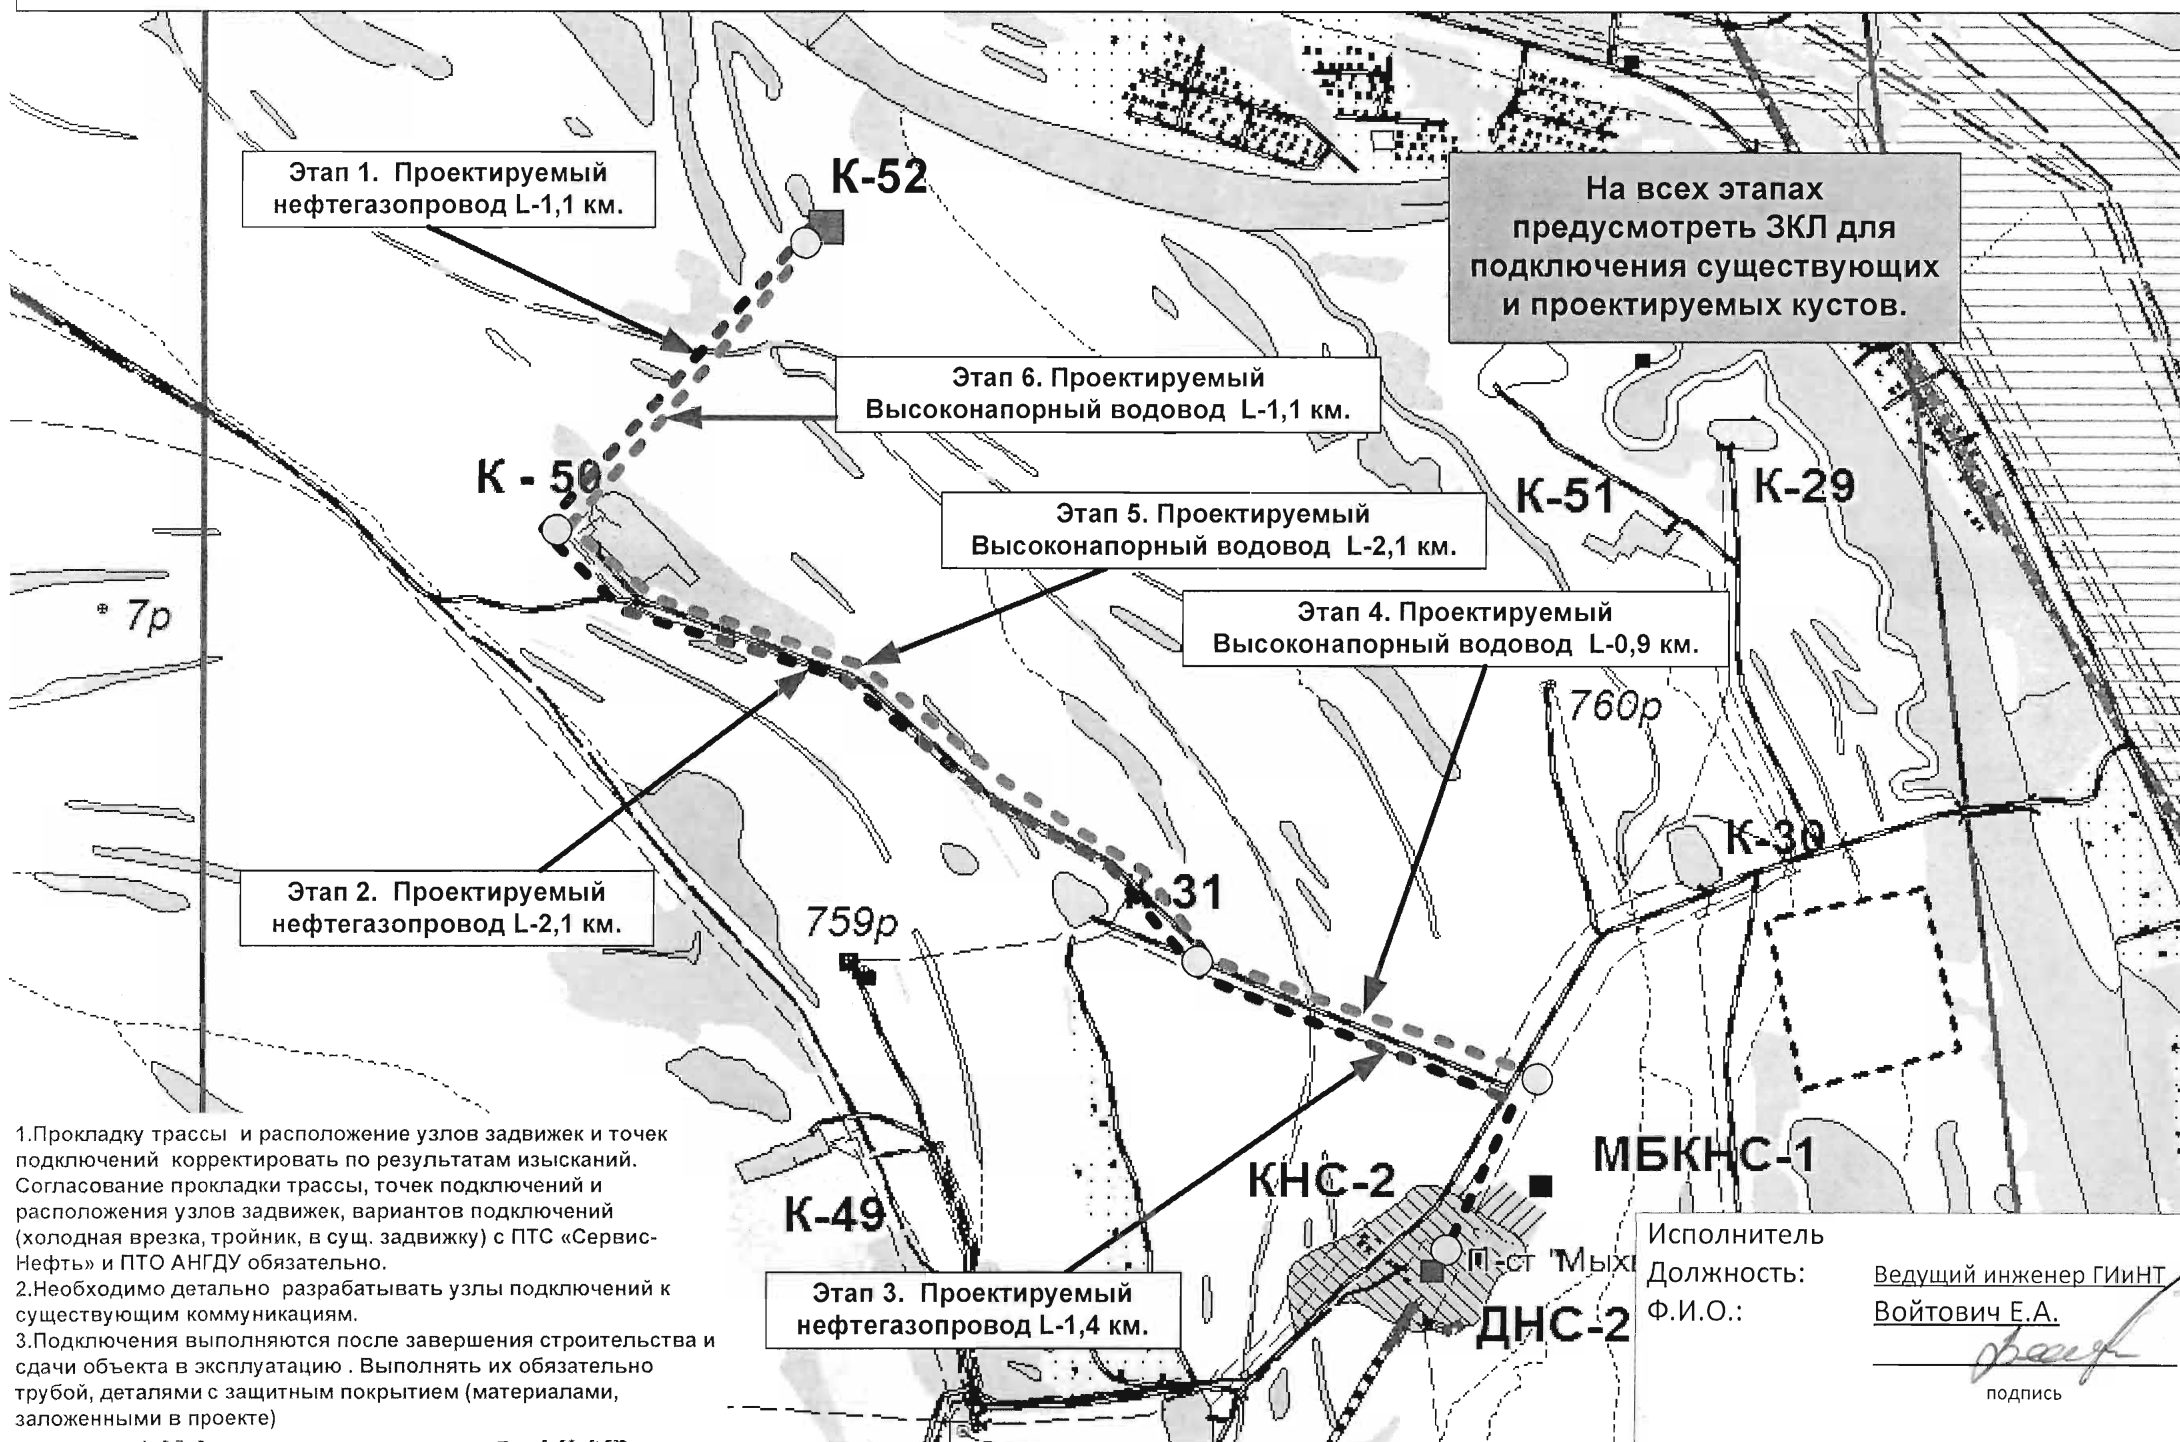 Этап 1. Проектируемый
нефтегазопровод L-1,1 км.
К-52
На всех этапах
предусмотреть ЗКЛ для
подключения существующих
и проектируемых кустов.
Этап 6. Проектируемый
Высоконапорный водовод L-1,1 км.
К - 50
К-51
К-29
Этап 5. Проектируемый
Высоконапорный водовод L-2,1 км.
7р
Этап 4. Проектируемый
Высоконапорный водовод L-0,9 км.
760р
К-30
Этап 2. Проектируемый
нефтегазопровод L-2,1 км.
31
759р
1.Прокладку трассы и расположение узлов задвижек и точек
подключений корректировать по результатам изысканий.
Согласование прокладки трассы, точек подключений и
расположения узлов задвижек, вариантов подключений
(холодная врезка, тройник, в сущ. задвижку) с ПТС «Сервис-
Нефть» и ПТО АНГДУ обязательно.
2.Необходимо детально разрабатывать узлы подключений к
существующим коммуникациям.
3.Подключения выполняются после завершения строительства и
сдачи объекта в эксплуатацию . Выполнять их обязательно
трубой, деталями с защитным покрытием (материалами,
заложенными в проекте)
К-49
КНС-2
МБКНС-1
ДНС-2
Этап 3. Проектируемый
нефтегазопровод L-1,4 км.
Исполнитель
Должность: Ведущий инженер ГИиНТ
Ф.И.О.: Войтович Е.А.
подпись